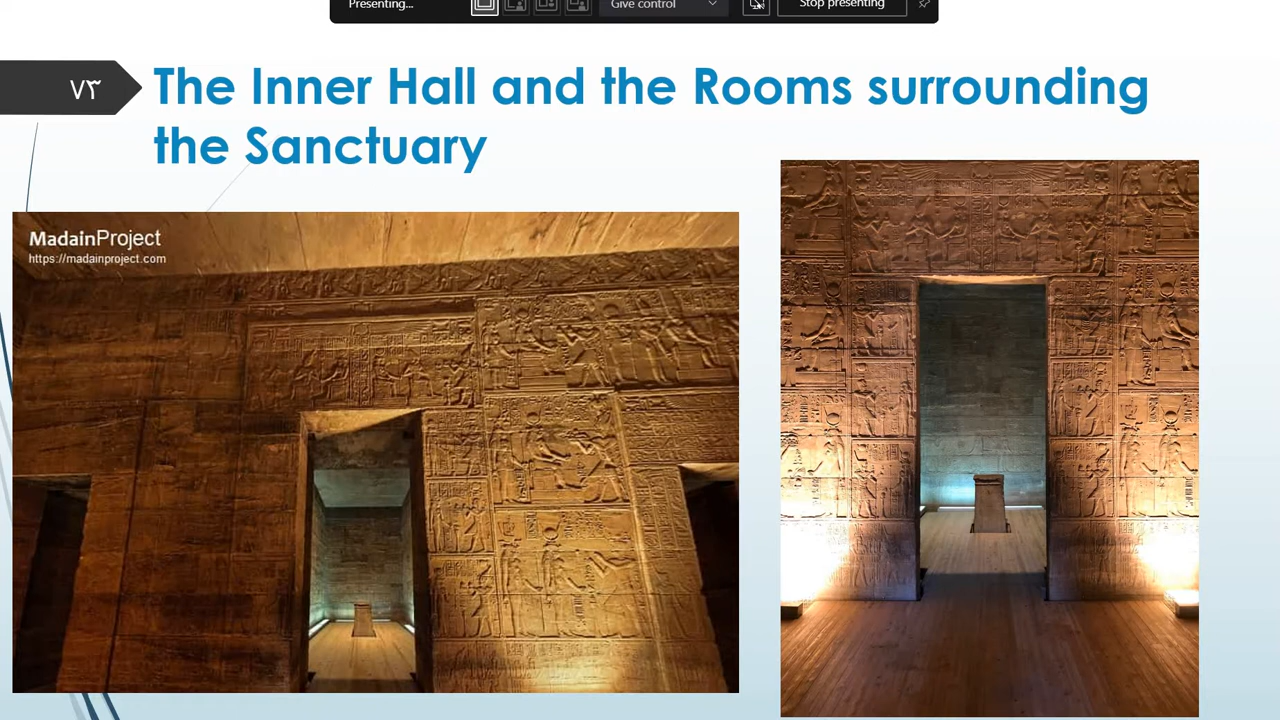 Presenting...
Give control
Stop presenting
٧٣
The Inner Hall and the Rooms surrounding
the Sanctuary
MadainProject
https://madainproject.com